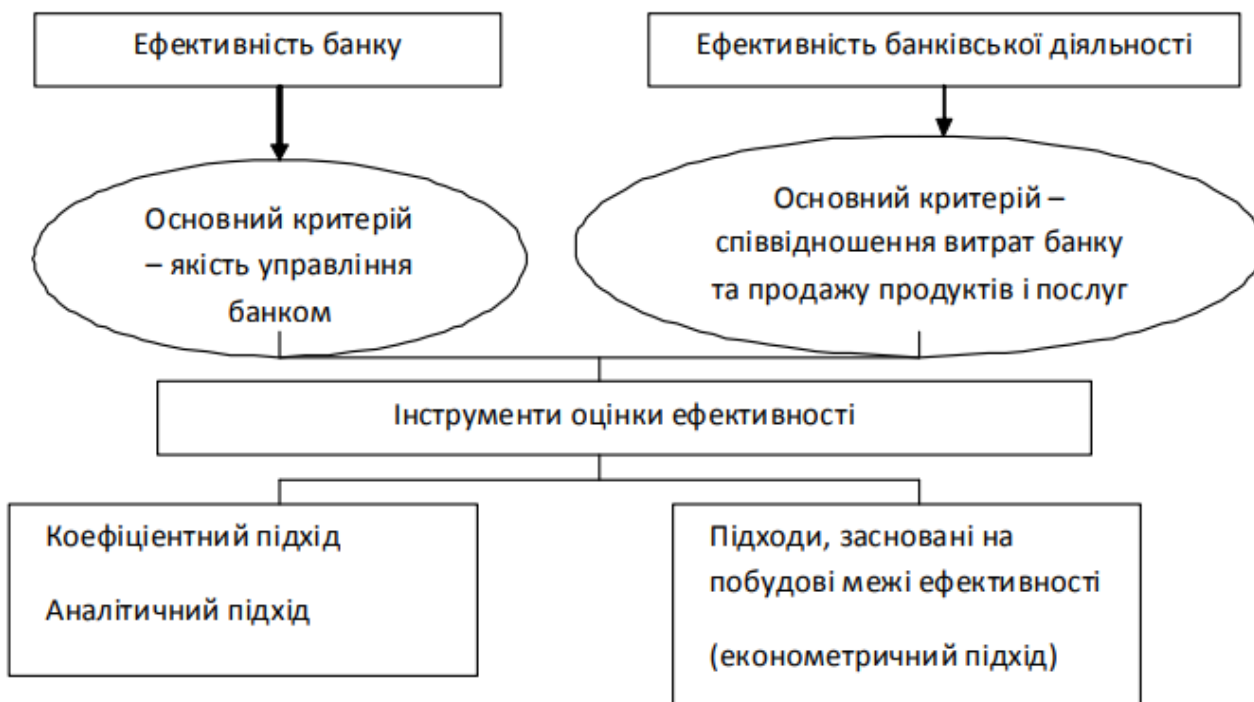 Ефективність банку
Ефективність банківської діяльності
Основний критерій
– якість управління
банком
Основний критерій –
співвідношення витрат банку
та продажу продуктів і послуг
Інструменти оцінки ефективності
Коефіцієнтний підхід
Аналітичний підхід
Підходи, засновані на
побудові межі ефективності
(економетричний підхід)